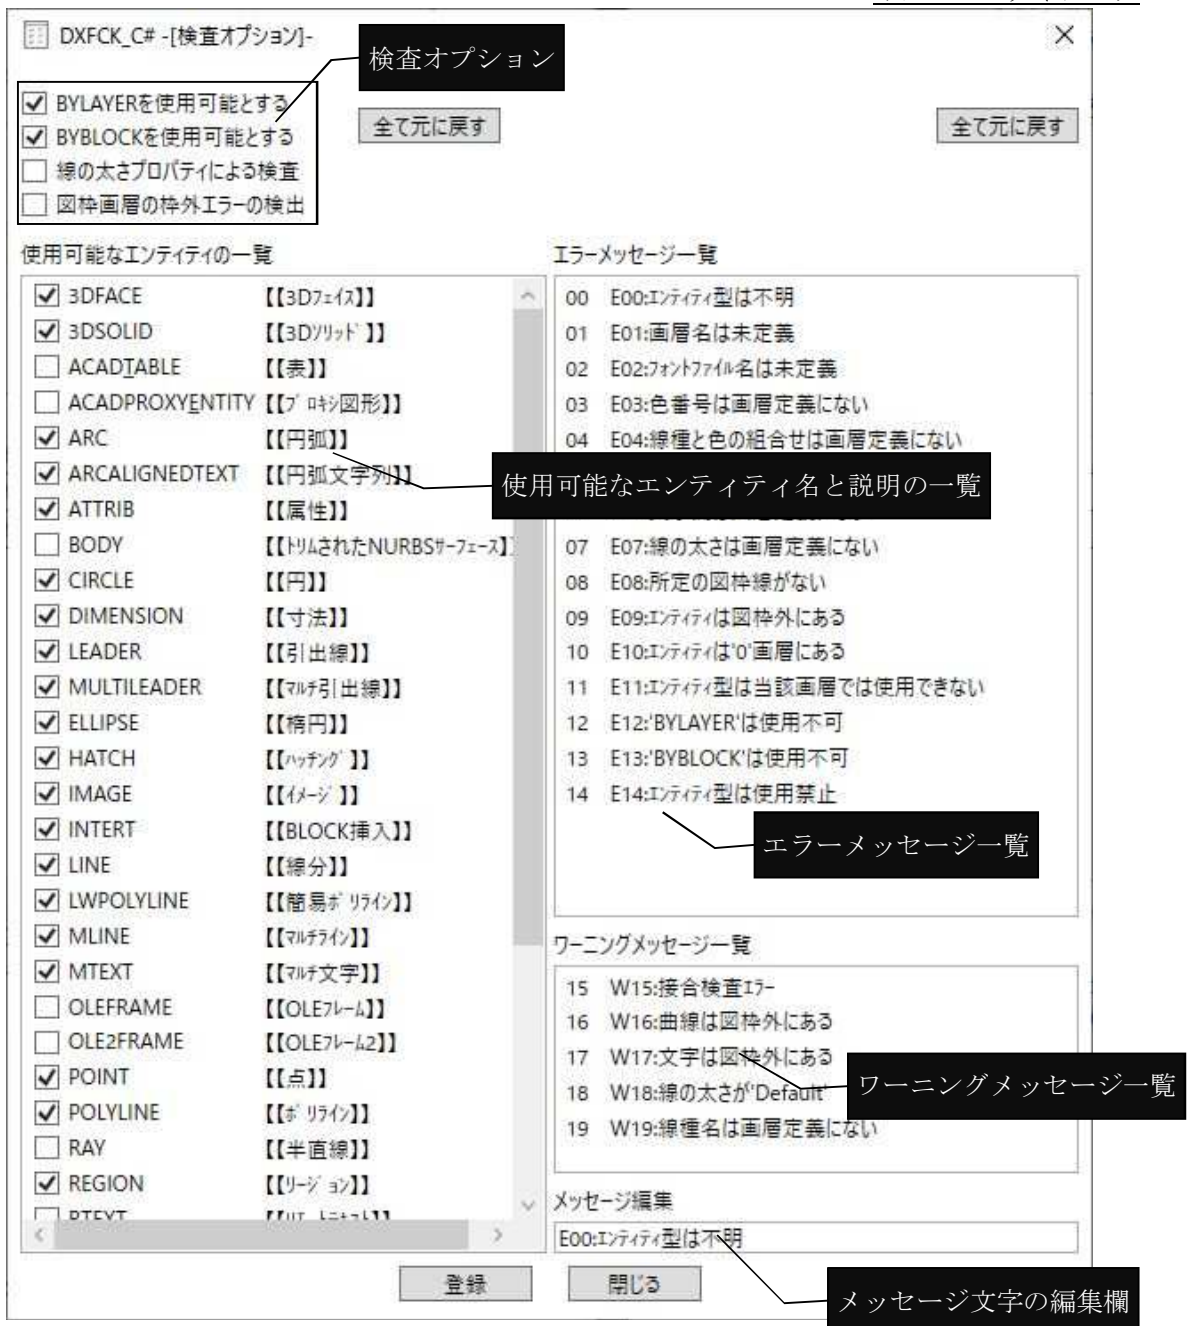 DXFCK_C# -[検査オプション]-
検査オプション
BYLAYERを使用可能とする
BYBLOCKを使用可能とする
線の太さプロパティによる検査
図枠画層の枠外エラーの検出
全て元に戻す
全て元に戻す
使用可能なエンティティの一覧
3DFACE 【【3Dフェイス】】
3DSOLID 【【3Dソリッド】】
ACADTABLE 【【表】】
ACADPROXYENTITY 【【プロキシ図形】】
ARC 【【円弧】】
ARCALIGNEDTEXT 【【円弧文字列】】
ATTRIB 【【属性】】
BODY 【【トリムされたNURBSサーフェース】】
CIRCLE 【【円】】
DIMENSION 【【寸法】】
LEADER 【【引出線】】
MULTILEADER 【【マルチ引出線】】
ELLIPSE 【【楕円】】
HATCH 【【ハッチング】】
IMAGE 【【イメージ】】
INTERT 【【BLOCK挿入】】
LINE 【【線分】】
LWPOLYLINE 【【簡易ポリライン】】
MLINE 【【マルチライン】】
MTEXT 【【マルチ文字】】
OLEFRAME 【【OLEフレーム】】
OLE2FRAME 【【OLEフレーム2】】
POINT 【【点】】
POLYLINE 【【ポリライン】】
RAY 【【半直線】】
REGION 【【リージョン】】
使用可能なエンティティ名と説明の一覧
エラーメッセージ一覧
00 E00:エンティティ型は不明
01 E01:画層名は未定義
02 E02:フォントファイル名は未定義
03 E03:色番号は画層定義にない
04 E04:線種と色の組合せは画層定義にない
07 E07:線の太さは画層定義にない
08 E08:所定の図枠線がない
09 E09:エンティティは図枠外にある
10 E10:エンティティは'0'画層にある
11 E11:エンティティ型は当該画層では使用できない
12 E12:'BYLAYER'は使用不可
13 E13:'BYBLOCK'は使用不可
14 E14:エンティティ型は使用禁止
エラーメッセージ一覧
ワーニングメッセージ一覧
15 W15:接合検査エラー
16 W16:曲線は図枠外にある
17 W17:文字は図枠外にある
18 W18:線の太さが'Default'
19 W19:線種名は画層定義にない
ワーニングメッセージ一覧
メッセージ編集
E00:エンティティ型は不明
メッセージ文字の編集欄
登録
閉じる